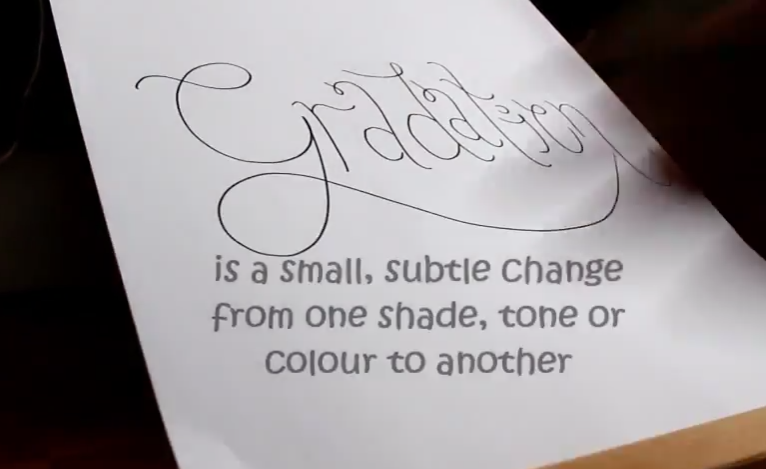 Gradation
is a small, subtle change
from one shade, tone or
colour to another